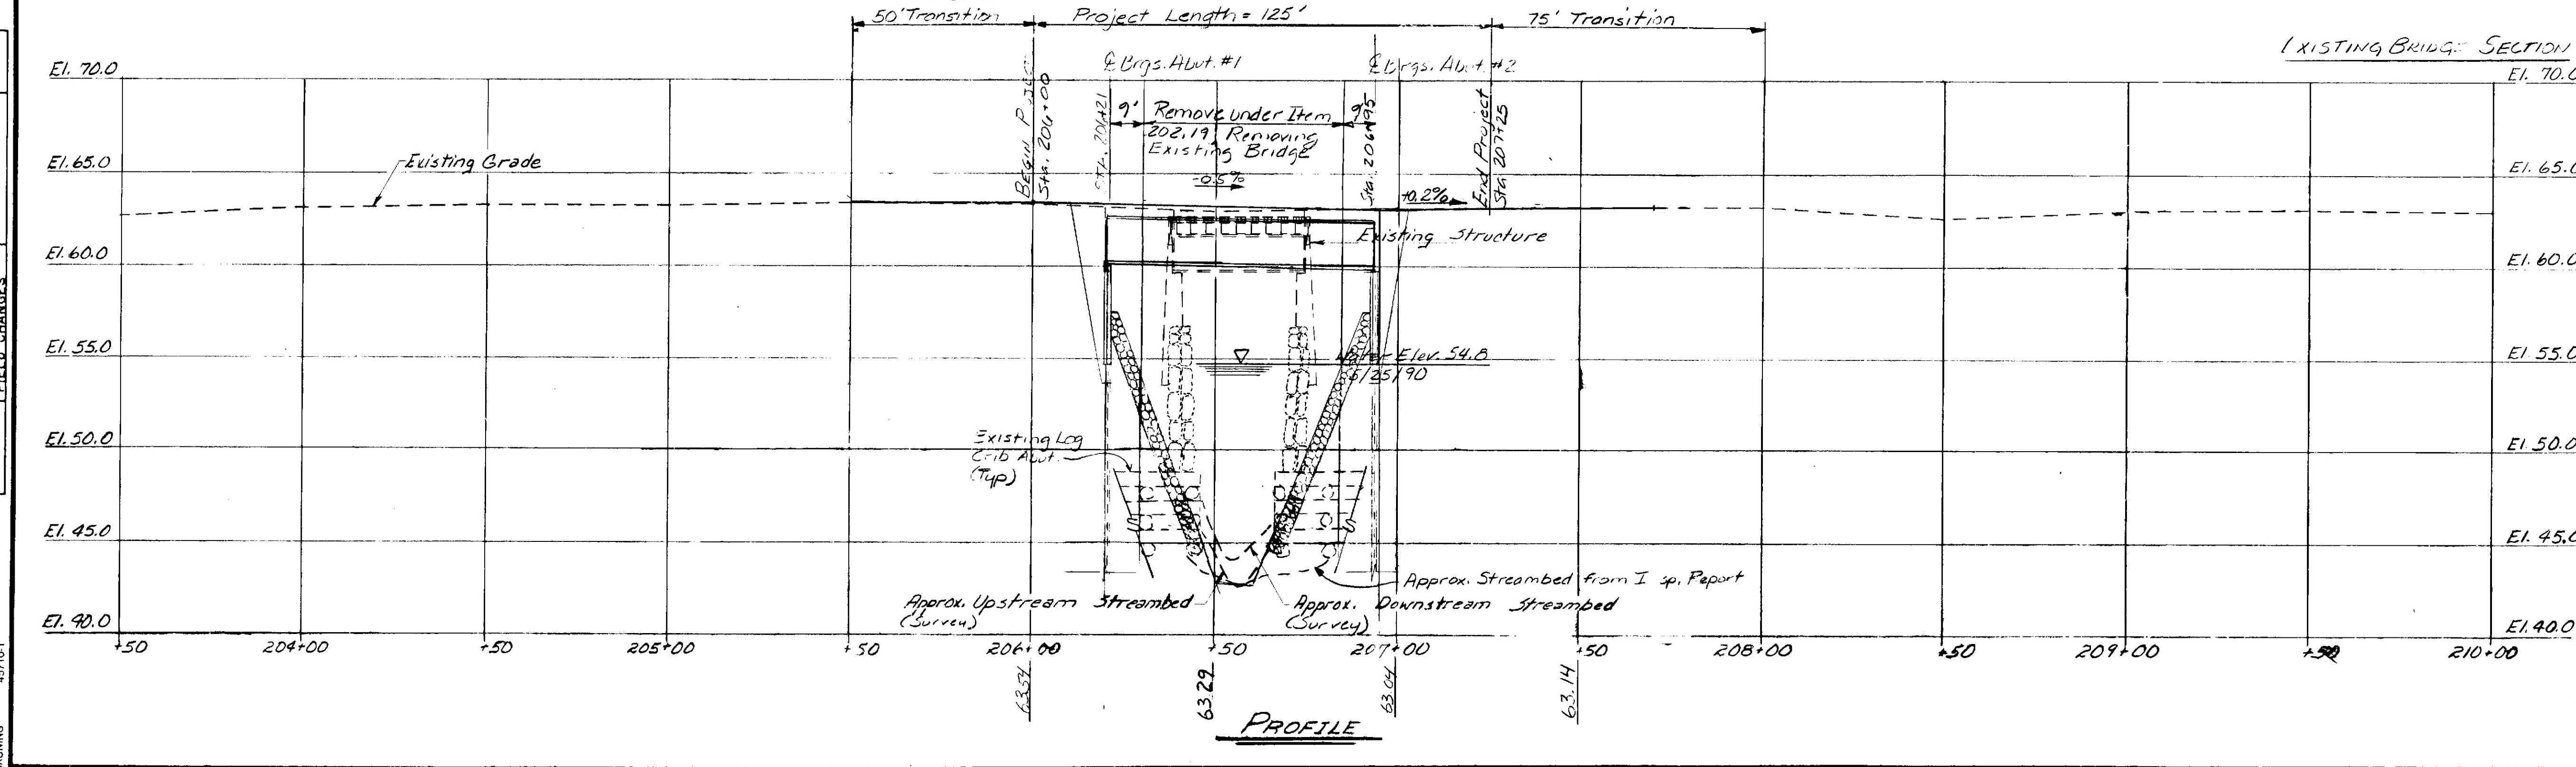 50' Transition
Project Length = 125'
75' Transition
EXISTING BRIDGE SECTION
El. 70.0
℄ Brgs. Abut. #1
℄ Brgs. Abut. #2
El. 70.0
BEGIN Project
Sta. 206+00
Sta. 206+21
9'
Remove under Item
202.19 Removing
Existing Bridge
9'
Sta. 206+95
End Project
Sta 207+25
El. 65.0
Existing Grade
-0.5%
+0.2%
El. 65.0
Existing Structure
El. 60.0
El. 60.0
El. 55.0
Water Elev. 54.8
/25/90
El. 55.0
FIELD CHANGES
El. 50.0
Existing Log
Crib Abut.
(Typ)
El. 50.0
El. 45.0
El. 45.0
Approx. Streambed from Insp. Report
Approx. Upstream Streambed
(Survey)
Approx. Downstream Streambed
(Survey)
El. 40.0
El. 40.0
+50
204+00
+50
205+00
+50
206+00
+50
207+00
+50
208+00
+50
209+00
+50
210+00
63.54
63.29
63.04
63.14
PROFILE